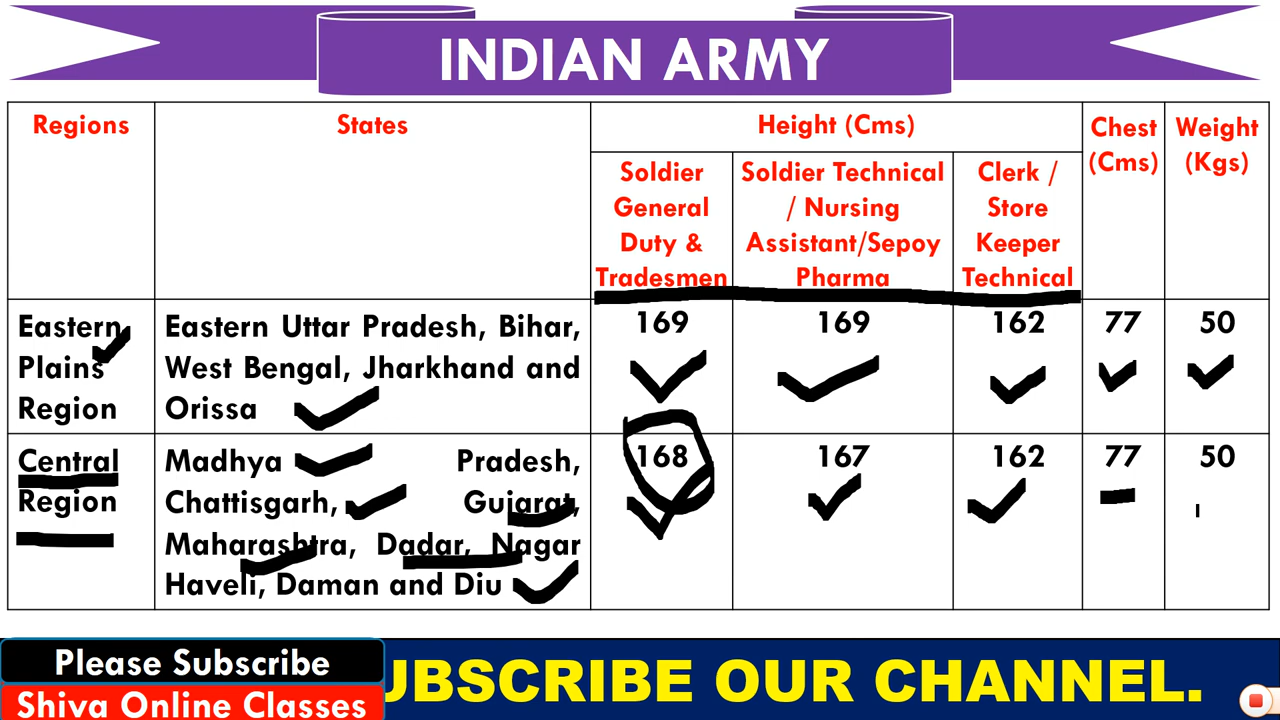 INDIAN ARMY
Regions
States
Height (Cms)
Chest
(Cms)
Weight
(Kgs)
Soldier
General
Duty &
Tradesmen
Soldier Technical
/ Nursing
Assistant/Sepoy
Pharma
Clerk /
Store
Keeper
Technical
Eastern
Plains
Region
Eastern Uttar Pradesh, Bihar,
West Bengal, Jharkhand and
Orissa
169
169
162
77
50
Central
Region
Madhya Pradesh,
Chattisgarh, Gujarat,
Maharashtra, Dadar, Nagar
Haveli, Daman and Diu
168
167
162
77
50
Please Subscribe
Shiva Online Classes
UBSCRIBE OUR CHANNEL.